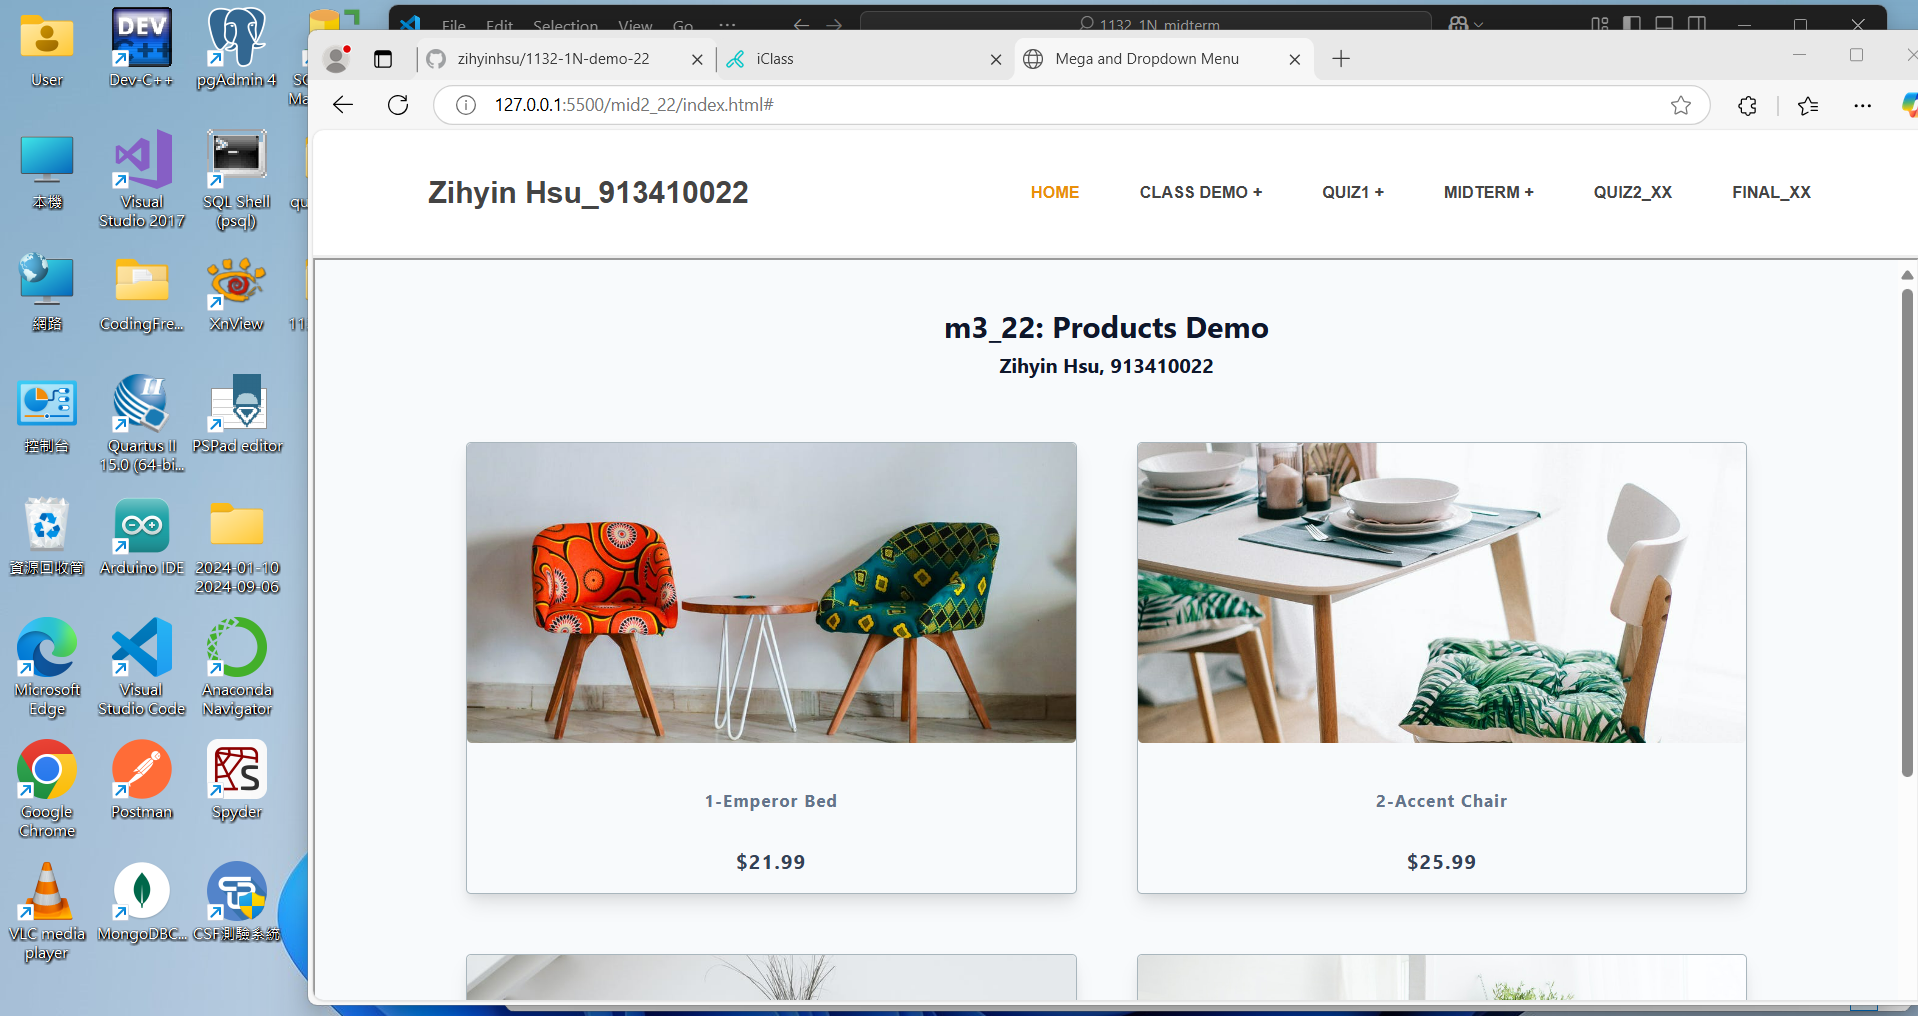 File Edit Selection View Go ···
1132_1N_midterm
zihyinhsu/1132-1N-demo-22
iClass
Mega and Dropdown Menu
127.0.0.1:5500/mid2_22/index.html#
Zihyin Hsu_913410022
HOME
CLASS DEMO +
QUIZ1 +
MIDTERM +
QUIZ2_XX
FINAL_XX
m3_22: Products Demo
Zihyin Hsu, 913410022
1-Emperor Bed
$21.99
2-Accent Chair
$25.99
User
DEV
C++
Dev-C++
pgAdmin 4
本機
Visual
Studio 2017
SQL Shell
(psql)
網路
CodingFre...
XnView
控制台
Quartus II
15.0 (64-bi...
PSPad editor
資源回收筒
Arduino IDE
2024-01-10
2024-09-06
Microsoft
Edge
Visual
Studio Code
Anaconda
Navigator
Google
Chrome
Postman
Spyder
VLC media
player
MongoDBC...
CSF測驗系統